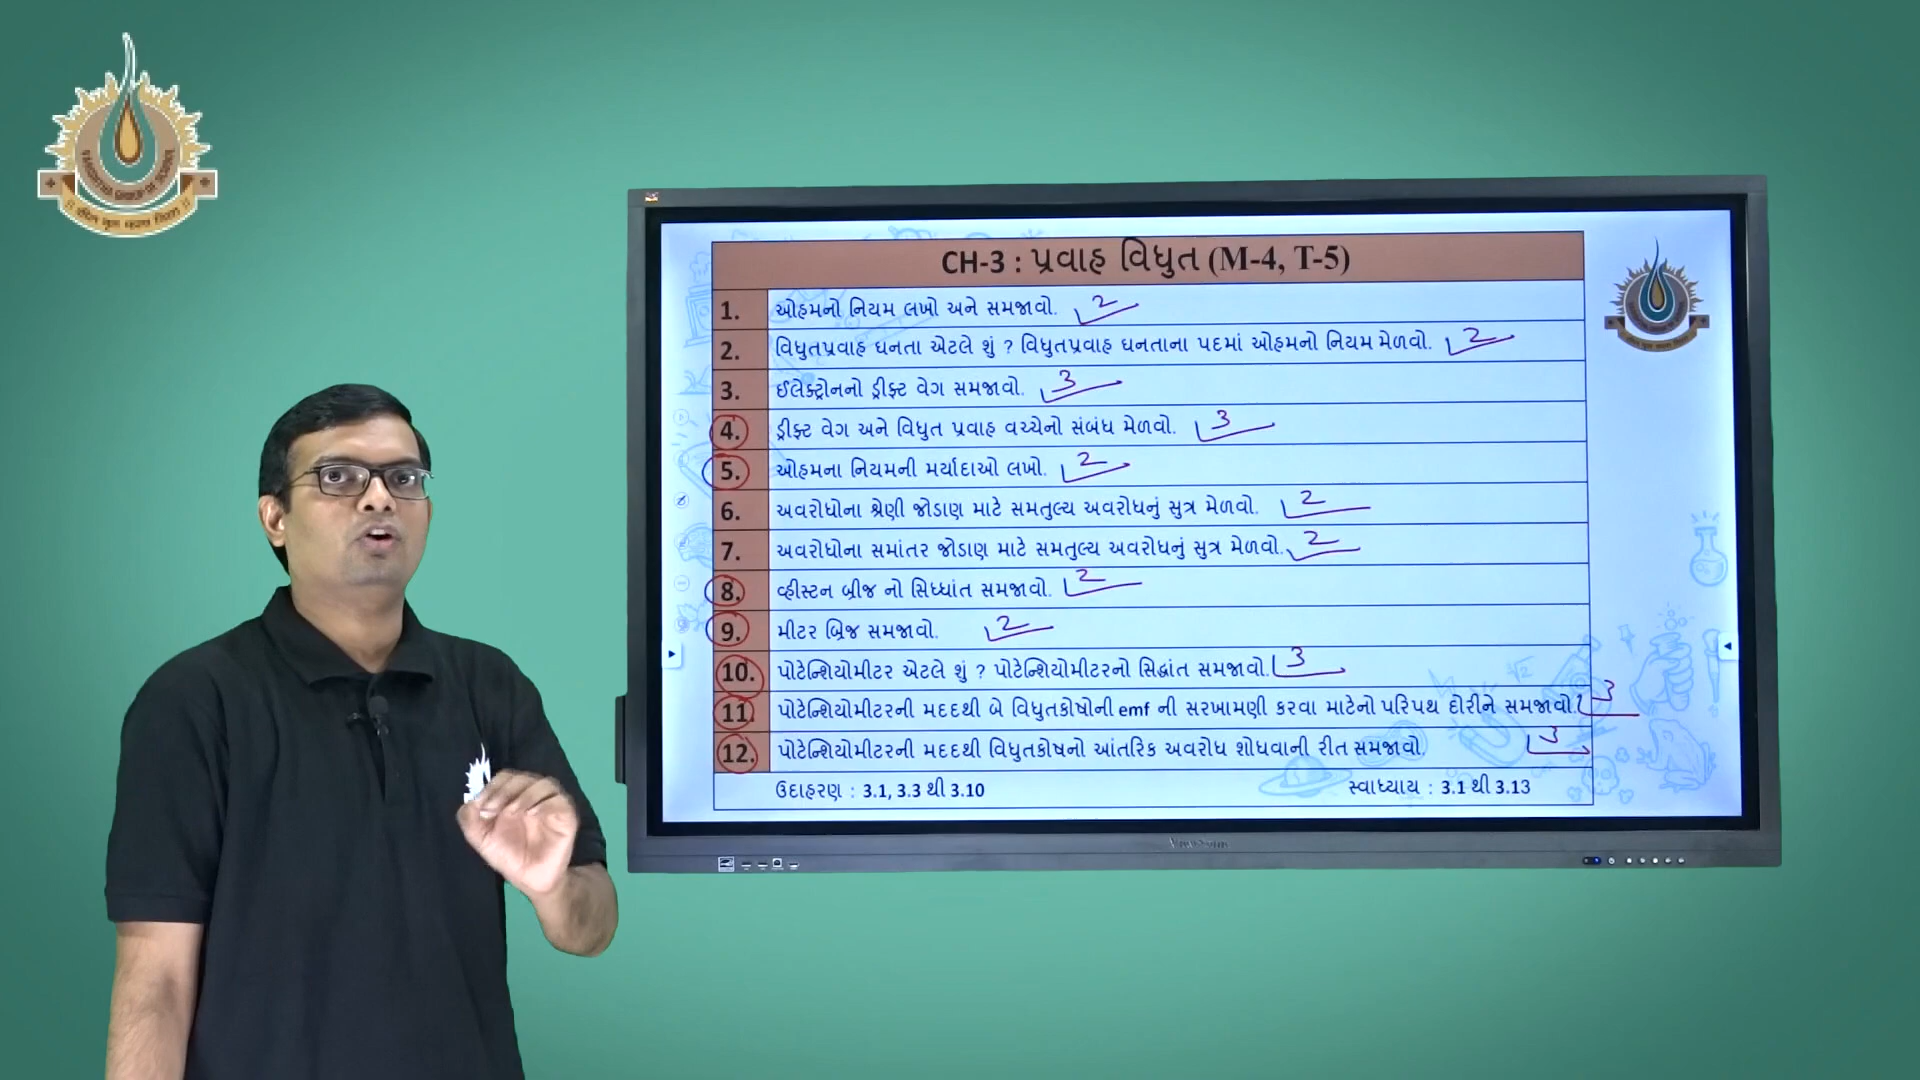 CH-3 : પ્રવાહ વિધુત (M-4, T-5)
1. ઓહમનો નિયમ લખો અને સમજાવો. 2
2. વિધુતપ્રવાહ ઘનતા એટલે શું ? વિધુતપ્રવાહ ઘનતાના પદમાં ઓહમનો નિયમ મેળવો. 2
3. ઈલેક્ટ્રોનનો ડ્રીફ્ટ વેગ સમજાવો. 3
4. ડ્રીફ્ટ વેગ અને વિધુત પ્રવાહ વચ્ચેનો સંબંધ મેળવો. 3
5. ઓહમના નિયમની મર્યાદાઓ લખો. 2
6. અવરોધોના શ્રેણી જોડાણ માટે સમતુલ્ય અવરોધનું સુત્ર મેળવો. 2
7. અવરોધોના સમાંતર જોડાણ માટે સમતુલ્ય અવરોધનું સુત્ર મેળવો. 2
8. વ્હીસ્ટન બ્રીજ નો સિધ્ધાંત સમજાવો. 2
9. મીટર બ્રિજ સમજાવો. 2
10. પોટેન્શિયોમીટર એટલે શું ? પોટેન્શિયોમીટરનો સિદ્ધાંત સમજાવો. 3
11. પોટેન્શિયોમીટરની મદદથી બે વિધુતકોષોની emf ની સરખામણી કરવા માટેનો પરિપથ દોરીને સમજાવો. 3
12. પોટેન્શિયોમીટરની મદદથી વિધુતકોષનો આંતરિક અવરોધ શોધવાની રીત સમજાવો. 3
ઉદાહરણ : 3.1, 3.3 થી 3.10 સ્વાધ્યાય : 3.1 થી 3.13